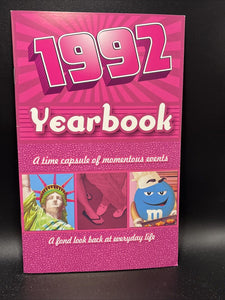 1992
Yearbook
A time capsule of momentous events
m
A fond look back at everyday life